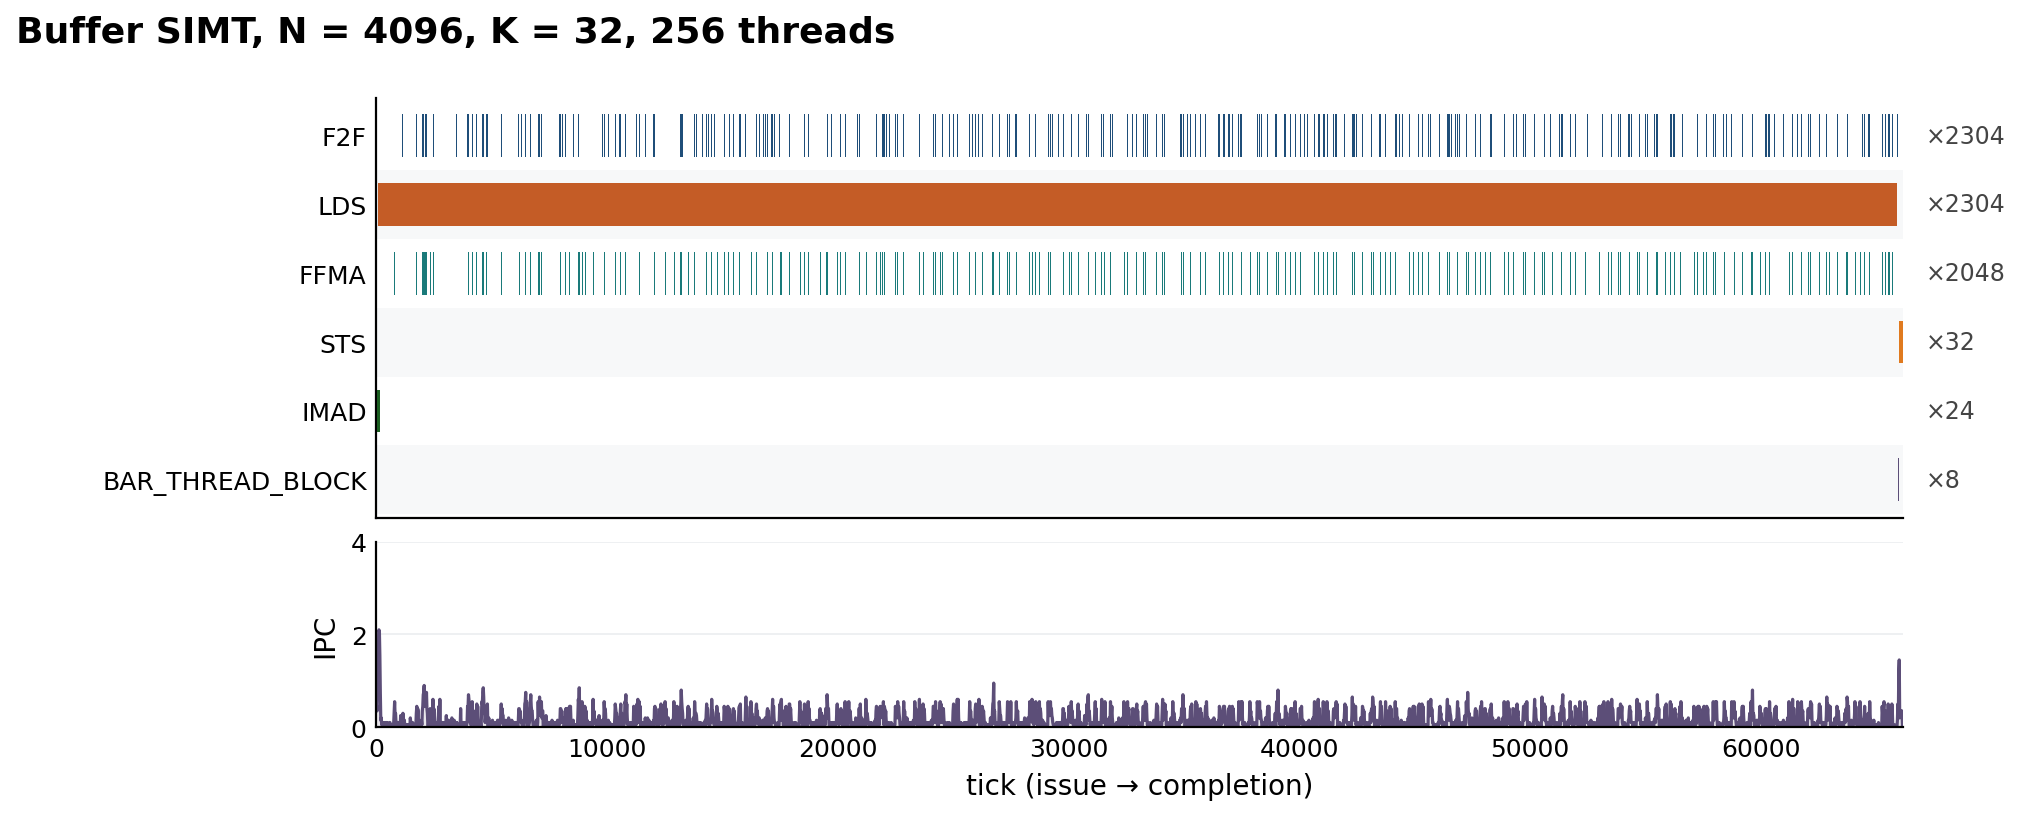 Buffer SIMT, N = 4096, K = 32, 256 threads
F2F ×2304
LDS ×2304
FFMA ×2048
STS ×32
IMAD ×24
BAR_THREAD_BLOCK ×8
4
2
0
IPC
0 10000 20000 30000 40000 50000 60000
tick (issue → completion)